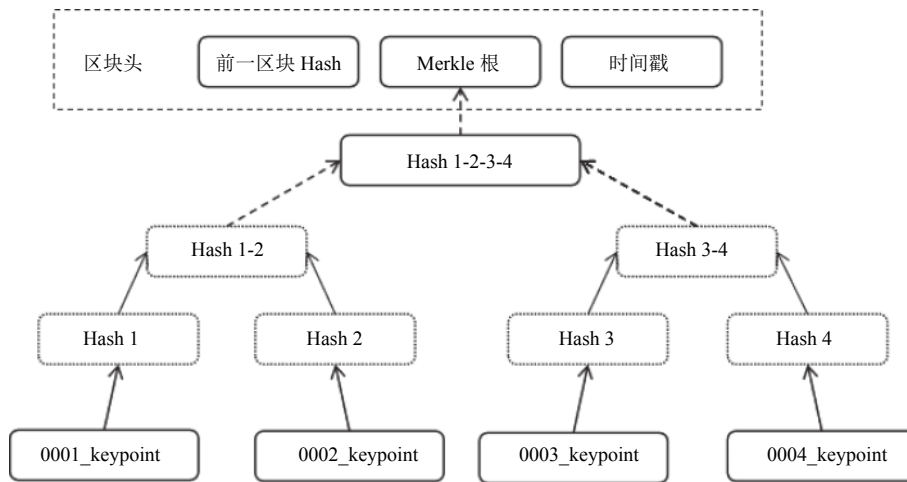 区块头
前一区块 Hash
Merkle 根
时间戳
Hash 1-2-3-4
Hash 1-2
Hash 3-4
Hash 1
Hash 2
Hash 3
Hash 4
0001_keypoint
0002_keypoint
0003_keypoint
0004_keypoint